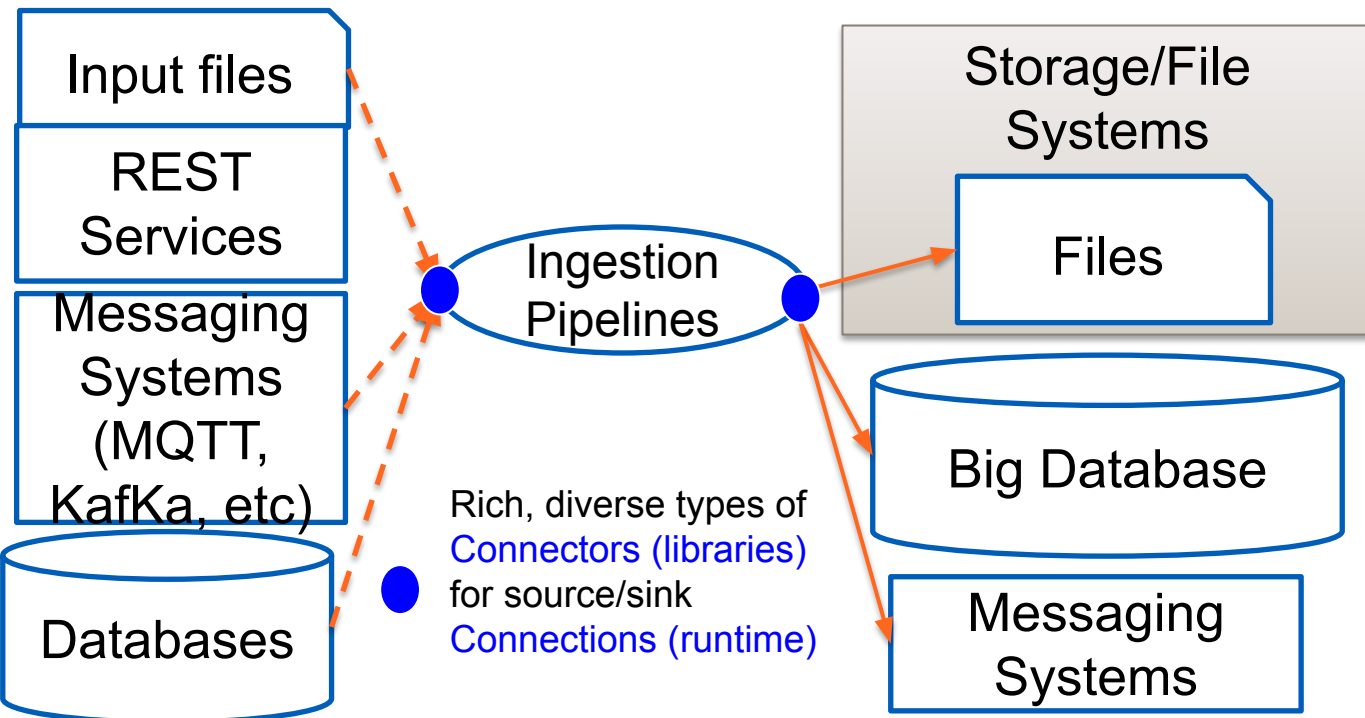 Input files
REST
Services
Messaging
Systems
(MQTT,
KafKa, etc)
Databases
Ingestion
Pipelines
Rich, diverse types of
Connectors (libraries)
for source/sink
Connections (runtime)
Storage/File
Systems
Files
Big Database
Messaging
Systems